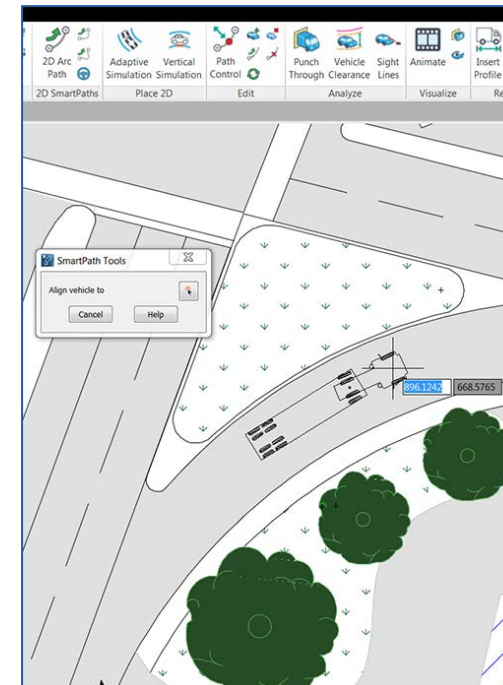 2D Arc
Path
Adaptive
Simulation
Vertical
Simulation
Path
Control
Punch
Through
Vehicle
Clearance
Sight
Lines
Animate
Insert
Profile
2D SmartPaths
Place 2D
Edit
Analyze
Visualize
Re
SmartPath Tools
Align vehicle to
Cancel
Help
896.1242
668.5765